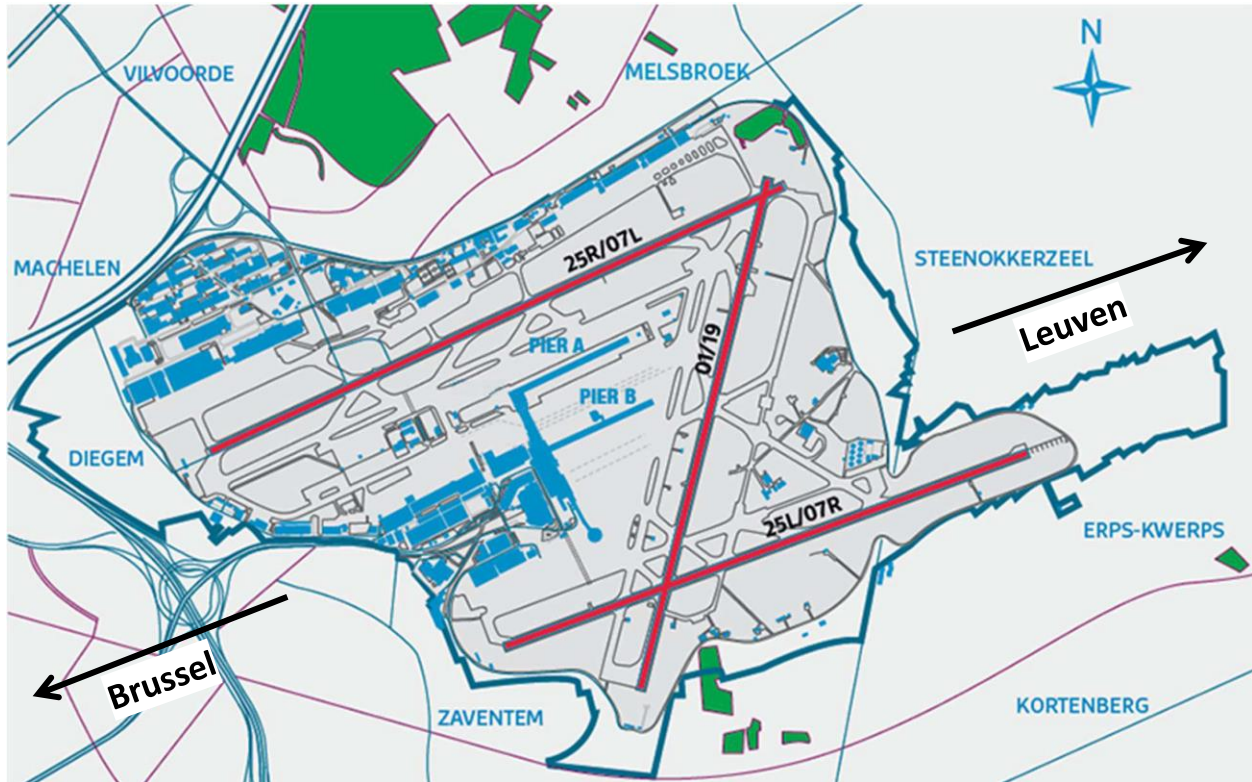 N
VILVOORDE
MELSBROEK
25R/07L
MACHELEN
STEENOKKERZEEL
Leuven
01/19
PIER A
PIER B
DIEGEM
25L/07R
ERPS-KWERPS
Brussel
ZAVENTEM
KORTENBERG